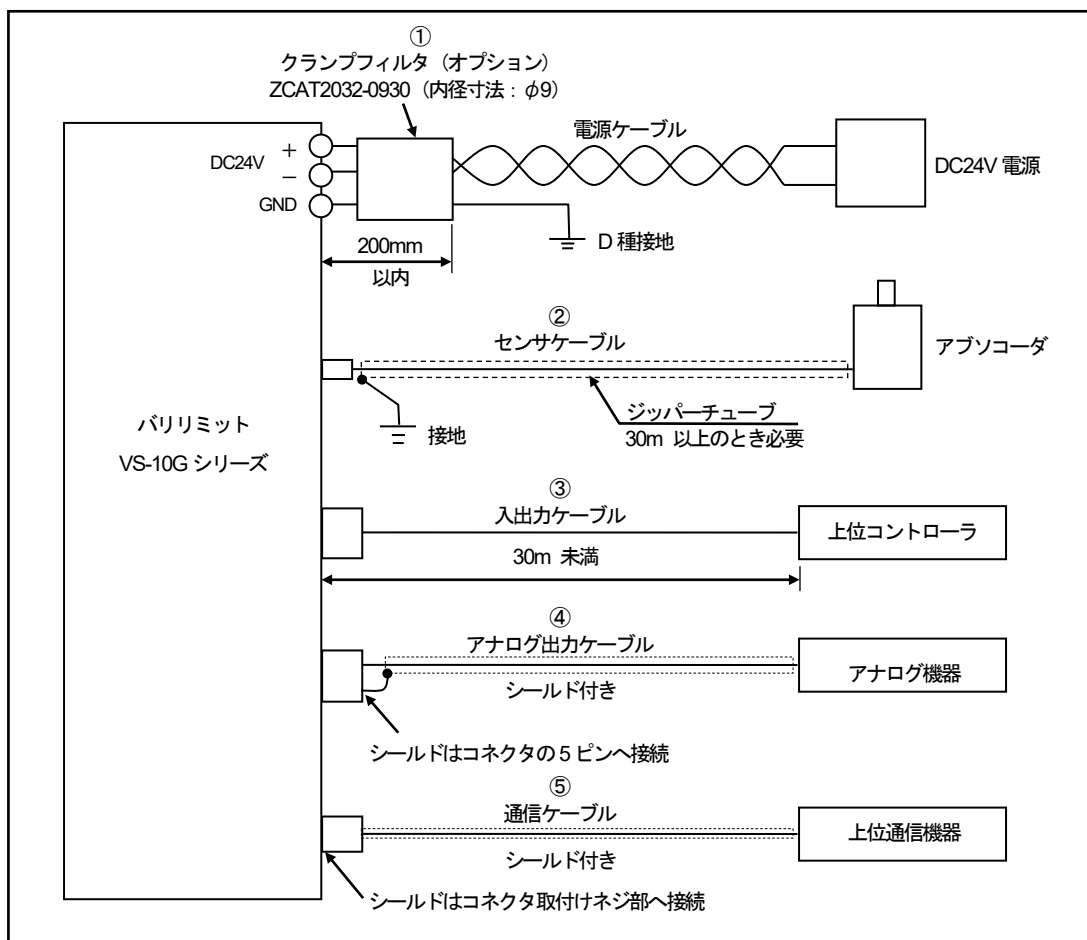 ①
クランプフィルタ（オプション）
ZCAT2032-0930（内径寸法：φ9）
電源ケーブル
DC24V
＋
－
GND
DC24V 電源
D 種接地
200mm
以内
②
センサケーブル
アブソコーダ
ジッパーチューブ
30m 以上のとき必要
接地
バリリミット
VS-10G シリーズ
③
入出力ケーブル
上位コントローラ
30m 未満
④
アナログ出力ケーブル
アナログ機器
シールド付き
シールドはコネクタの 5 ピンへ接続
⑤
通信ケーブル
上位通信機器
シールド付き
シールドはコネクタ取付けネジ部へ接続